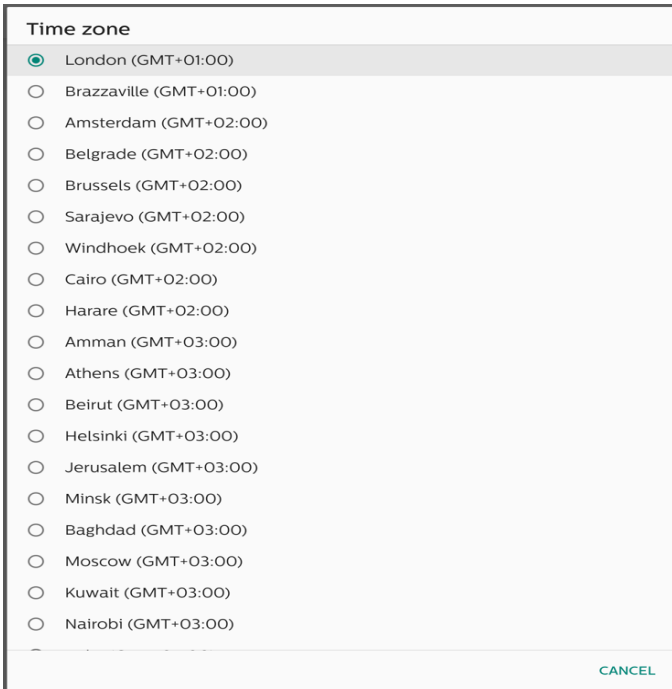 Time zone
London (GMT+01:00)
Brazzaville (GMT+01:00)
Amsterdam (GMT+02:00)
Belgrade (GMT+02:00)
Brussels (GMT+02:00)
Sarajevo (GMT+02:00)
Windhoek (GMT+02:00)
Cairo (GMT+02:00)
Harare (GMT+02:00)
Amman (GMT+03:00)
Athens (GMT+03:00)
Beirut (GMT+03:00)
Helsinki (GMT+03:00)
Jerusalem (GMT+03:00)
Minsk (GMT+03:00)
Baghdad (GMT+03:00)
Moscow (GMT+03:00)
Kuwait (GMT+03:00)
Nairobi (GMT+03:00)
CANCEL